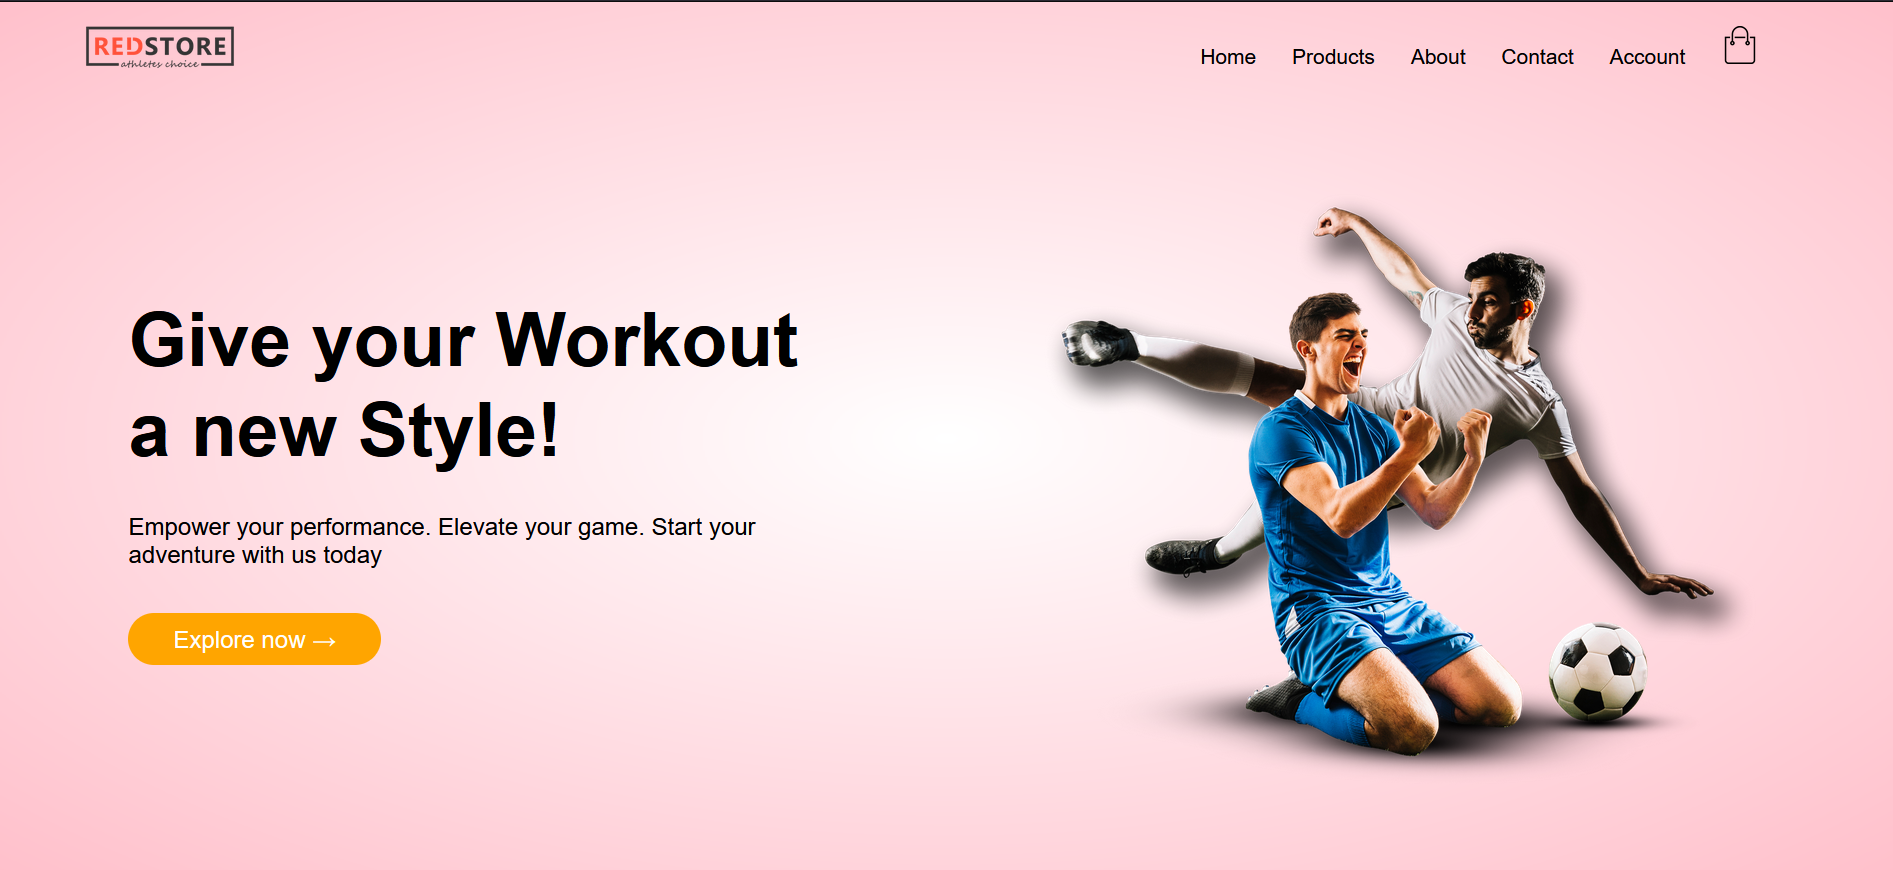 REDSTORE
athletes choice
Home Products About Contact Account
Give your Workout
a new Style!
Empower your performance. Elevate your game. Start your
adventure with us today
Explore now →